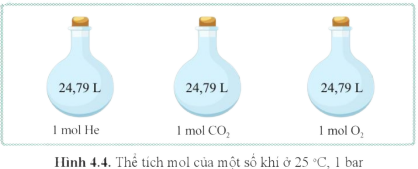 24,79 L 24,79 L 24,79 L
1 mol He 1 mol CO₂ 1 mol O₂
Hình 4.4. Thể tích mol của một số khí ở 25 °C, 1 bar